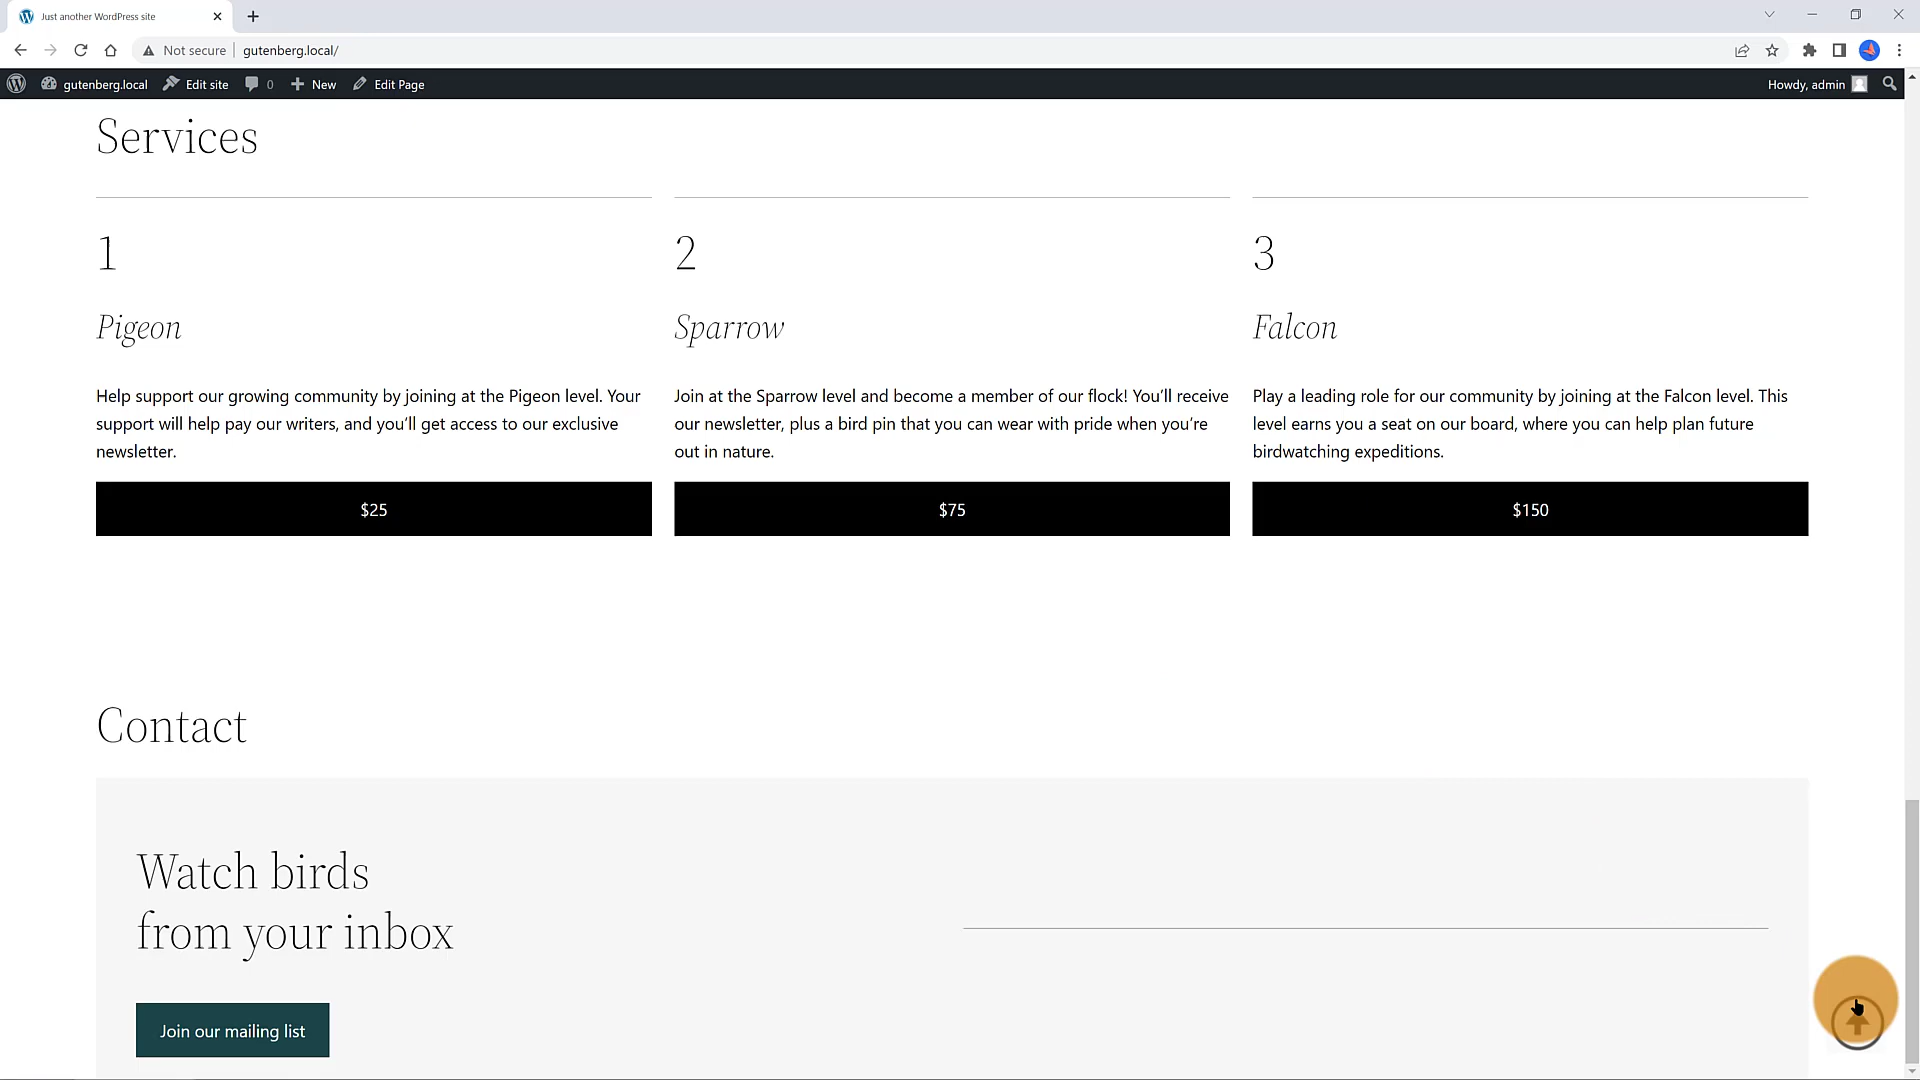 Just another WordPress site
Not secure
gutenberg.local/
gutenberg.local
Edit site
0
New
Edit Page
Howdy, admin
Services
1
Pigeon
Help support our growing community by joining at the Pigeon level. Your
support will help pay our writers, and you’ll get access to our exclusive
newsletter.
$25
2
Sparrow
Join at the Sparrow level and become a member of our flock! You’ll receive
our newsletter, plus a bird pin that you can wear with pride when you’re
out in nature.
$75
3
Falcon
Play a leading role for our community by joining at the Falcon level. This
level earns you a seat on our board, where you can help plan future
birdwatching expeditions.
$150
Contact
Watch birds
from your inbox
Join our mailing list